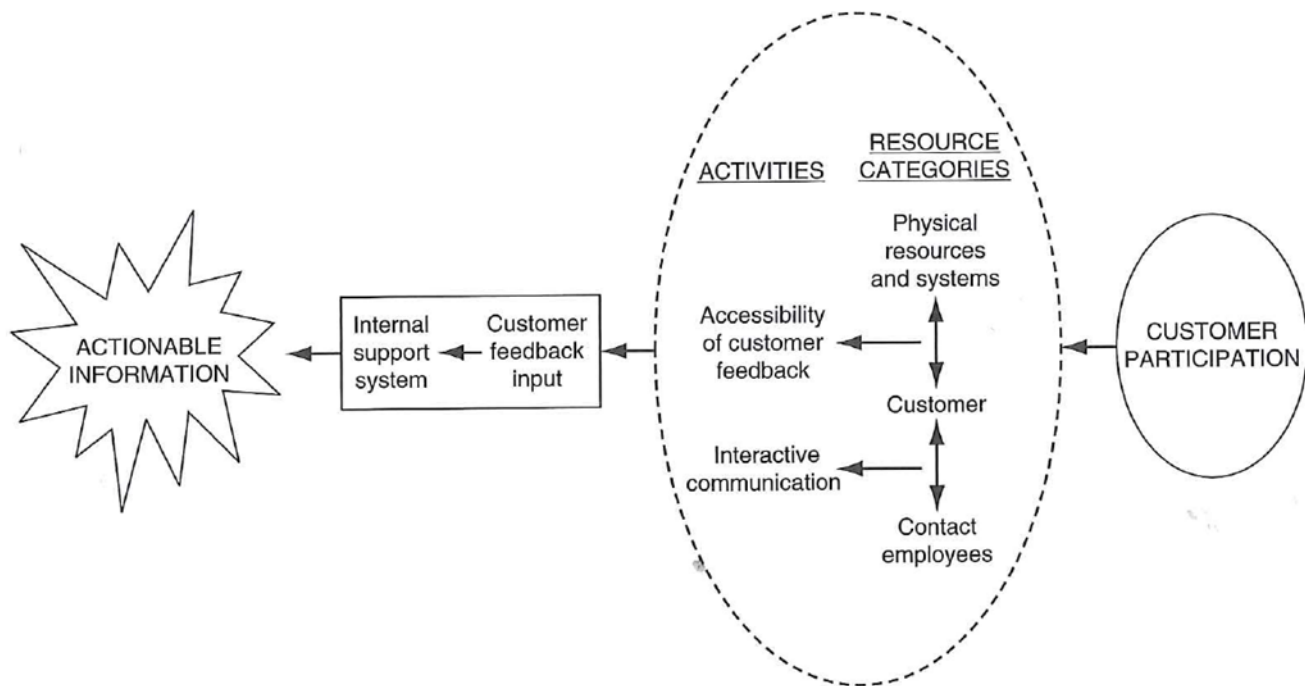 ACTIVITIES
RESOURCE
CATEGORIES
Physical
resources
and systems
Accessibility
of customer
feedback
Customer
Interactive
communication
Contact
employees
Internal
support
system
Customer
feedback
input
ACTIONABLE
INFORMATION
CUSTOMER
PARTICIPATION